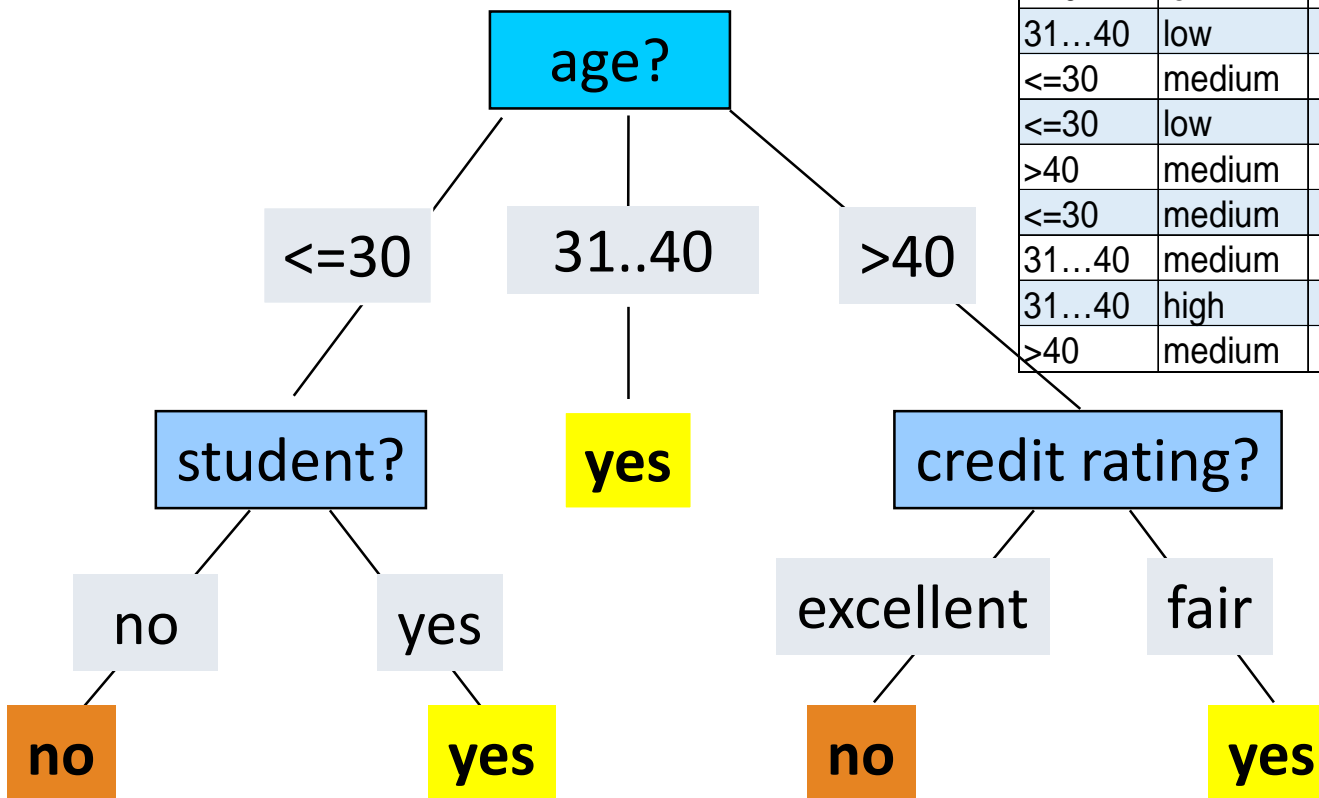 age?
<=30
31..40
>40
student?
yes
credit rating?
no
yes
excellent
fair
no
yes
no
yes
31…40 low
<=30 medium
<=30 low
>40 medium
<=30 medium
31…40 medium
31…40 high
>40 medium